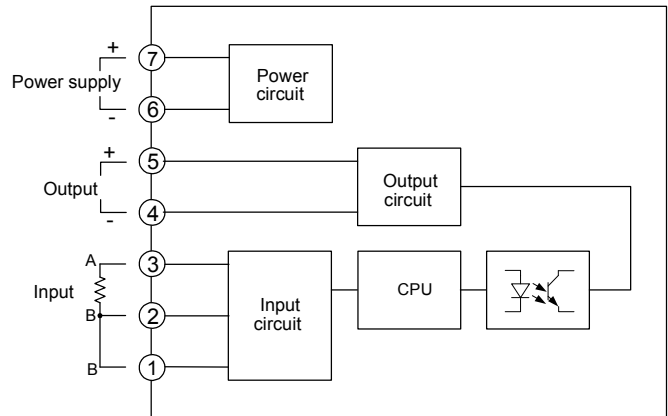 +
7
Power supply
Power
circuit
6
-
+
5
Output
Output
circuit
4
-
A
3
Input
Input
circuit
CPU
B
2
B
1